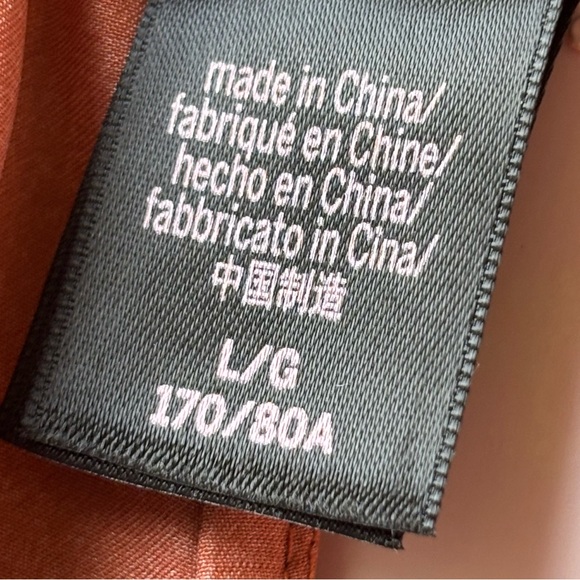 made in China/
fabriqué en Chine/
hecho en China/
fabbricato in Cina/
中国制造
L/G
170/80A